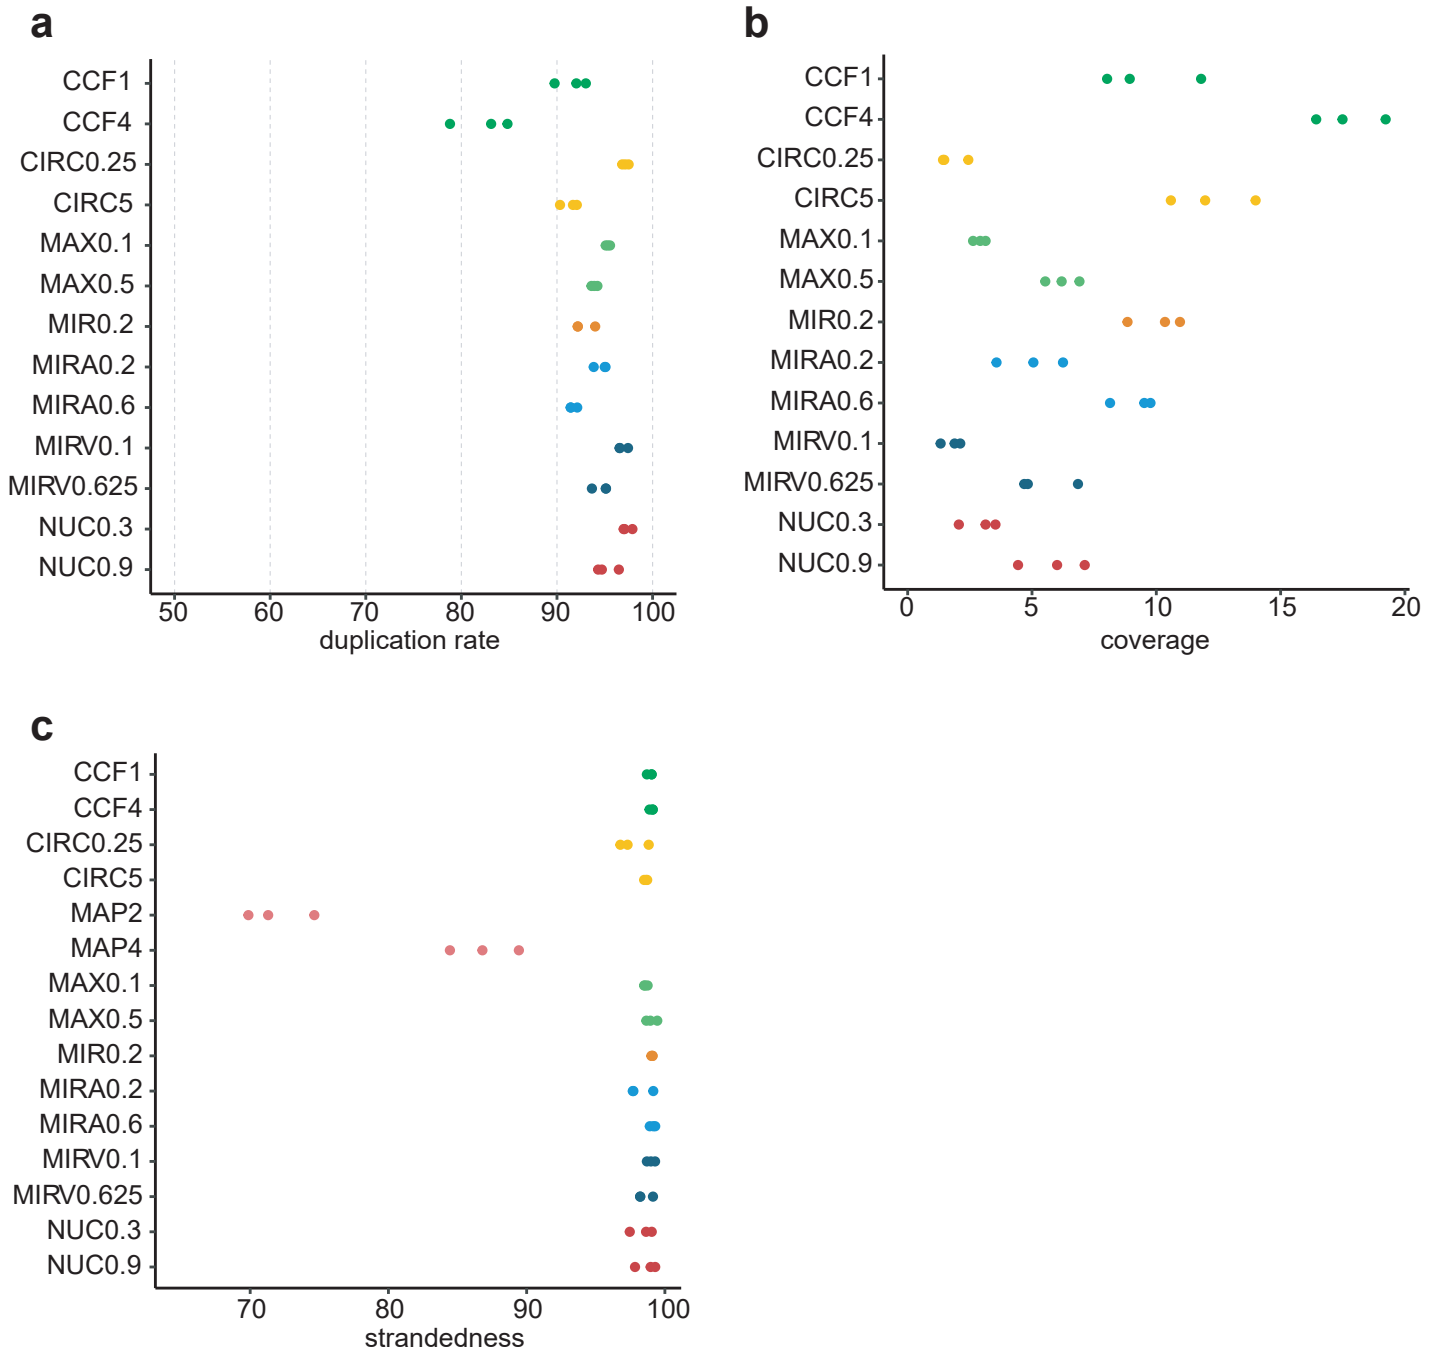 a
CCF1
CCF4
CIRC0.25
CIRC5
MAX0.1
MAX0.5
MIR0.2
MIRA0.2
MIRA0.6
MIRV0.1
MIRV0.625
NUC0.3
NUC0.9
50 60 70 80 90 100
duplication rate
b
CCF1
CCF4
CIRC0.25
CIRC5
MAX0.1
MAX0.5
MIR0.2
MIRA0.2
MIRA0.6
MIRV0.1
MIRV0.625
NUC0.3
NUC0.9
0 5 10 15 20
coverage
c
CCF1
CCF4
CIRC0.25
CIRC5
MAP2
MAP4
MAX0.1
MAX0.5
MIR0.2
MIRA0.2
MIRA0.6
MIRV0.1
MIRV0.625
NUC0.3
NUC0.9
70 80 90 100
strandedness